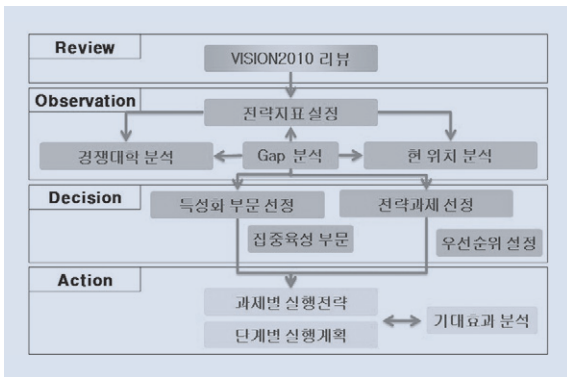 Review
VISION2010 리뷰
Observation
전략지표 설정
경쟁대학 분석
Gap 분석
현 위치 분석
Decision
특성화 부문 선정
전략과제 선정
집중육성 부문
우선순위 설정
Action
과제별 실행전략
단계별 실행계획
기대효과 분석